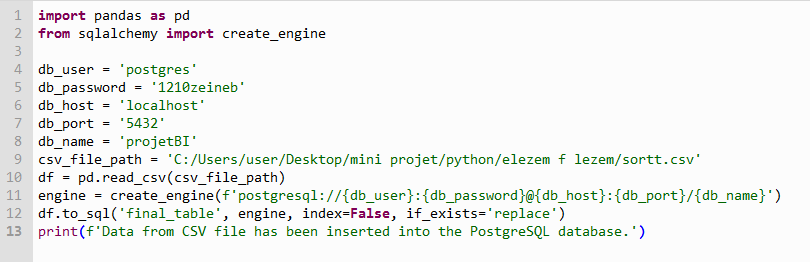 1 import pandas as pd
2 from sqlalchemy import create_engine
3
4 db_user = 'postgres'
5 db_password = '1210zeineb'
6 db_host = 'localhost'
7 db_port = '5432'
8 db_name = 'projetBI'
9 csv_file_path = 'C:/Users/user/Desktop/mini projet/python/elezem f lezem/sortt.csv'
10 df = pd.read_csv(csv_file_path)
11 engine = create_engine(f'postgresql://{db_user}:{db_password}@{db_host}:{db_port}/{db_name}')
12 df.to_sql('final_table', engine, index=False, if_exists='replace')
13 print(f'Data from CSV file has been inserted into the PostgreSQL database.')